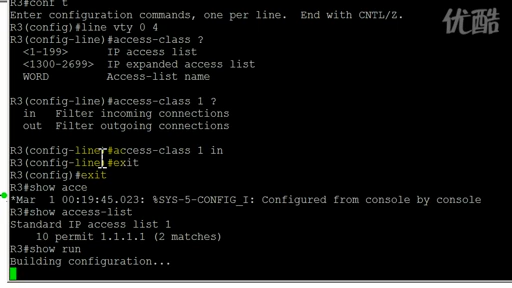 R3#conf t
Enter configuration commands, one per line.  End with CNTL/Z.
R3(config)#line vty 0 4
R3(config-line)#access-class ?
  <1-199>      IP access list
  <1300-2699>  IP expanded access list
  WORD         Access-list name
R3(config-line)#access-class 1 ?
  in   Filter incoming connections
  out  Filter outgoing connections
R3(config-line)#access-class 1 in
R3(config-line)#exit
R3(config)#exit
R3#show acce
*Mar  1 00:19:45.023: %SYS-5-CONFIG_I: Configured from console by console
R3#show access-list
Standard IP access list 1
    10 permit 1.1.1.1 (2 matches)
R3#show run
Building configuration...
优酷